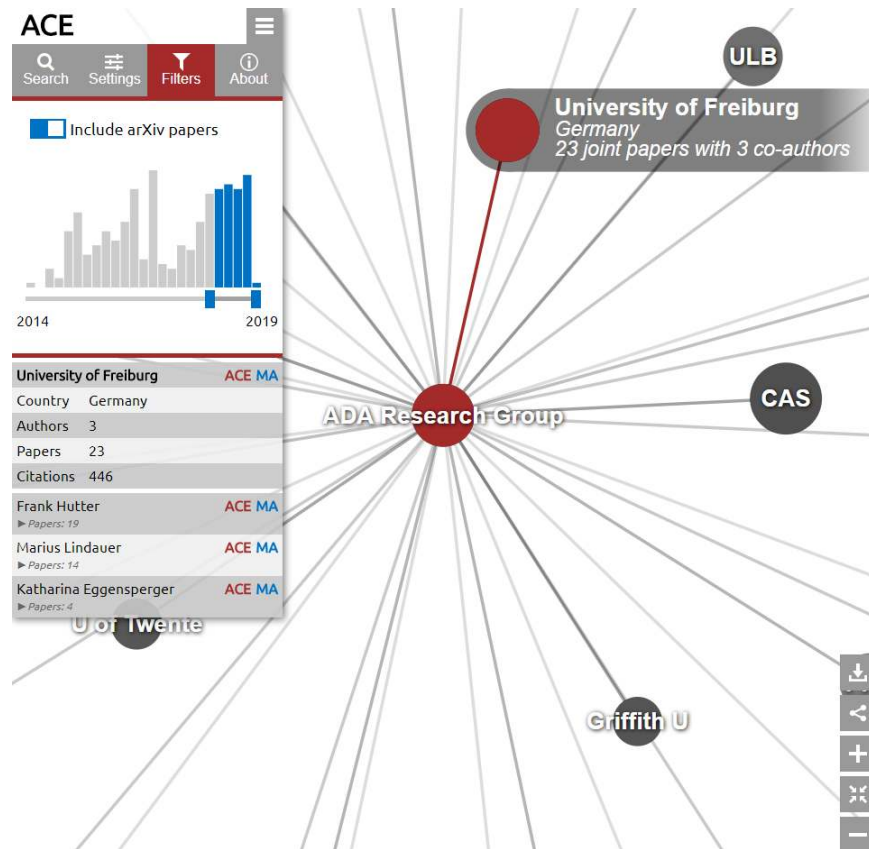 ACE
Search
Settings
Filters
About
Include arXiv papers
2014
2019
University of Freiburg
ACE MA
Country
Germany
Authors
3
Papers
23
Citations
446
Frank Hutter
ACE MA
► Papers: 19
Marius Lindauer
ACE MA
► Papers: 14
Katharina Eggensperger
ACE MA
► Papers: 4
ULB
University of Freiburg
Germany
23 joint papers with 3 co-authors
ADA Research Group
CAS
U of Twente
Griffith U